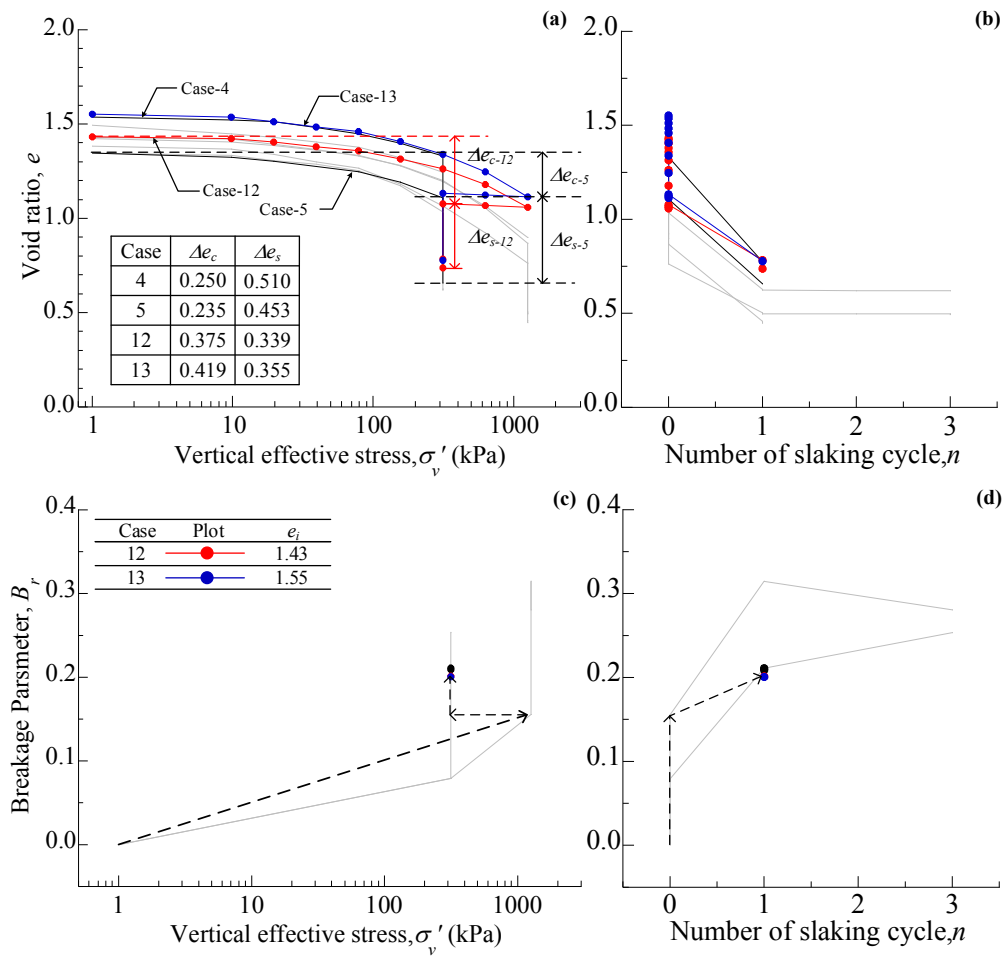 (a)
(b)
Void ratio, e
2.0
1.5
1.0
0.5
0.0
Case-4
Case-13
Case-12
Case-5
Δe_c-12
Δe_c-5
Δe_s-12
Δe_s-5
Case Δe_c Δe_s
4 0.250 0.510
5 0.235 0.453
12 0.375 0.339
13 0.419 0.355
1 10 100 1000
Vertical effective stress,σ_v′ (kPa)
2.0
1.5
1.0
0.5
0.0
0 1 2 3
Number of slaking cycle,n
(c)
(d)
Breakage Parsmeter, B_r
0.4
0.3
0.2
0.1
0.0
Case Plot e_i
12 1.43
13 1.55
1 10 100 1000
Vertical effective stress,σ_v′ (kPa)
0.4
0.3
0.2
0.1
0.0
0 1 2 3
Number of slaking cycle,n